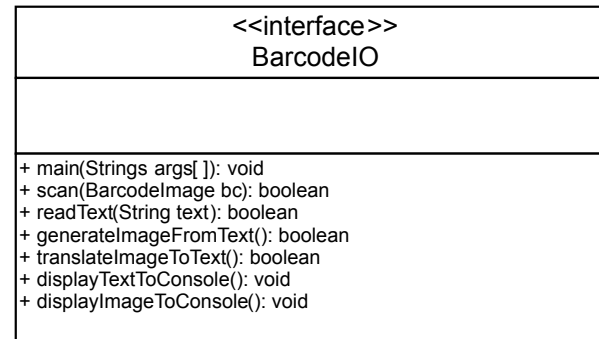 <<interface>>
BarcodeIO
+ main(Strings args[ ]): void
+ scan(BarcodeImage bc): boolean
+ readText(String text): boolean
+ generateImageFromText(): boolean
+ translateImageToText(): boolean
+ displayTextToConsole(): void
+ displayImageToConsole(): void